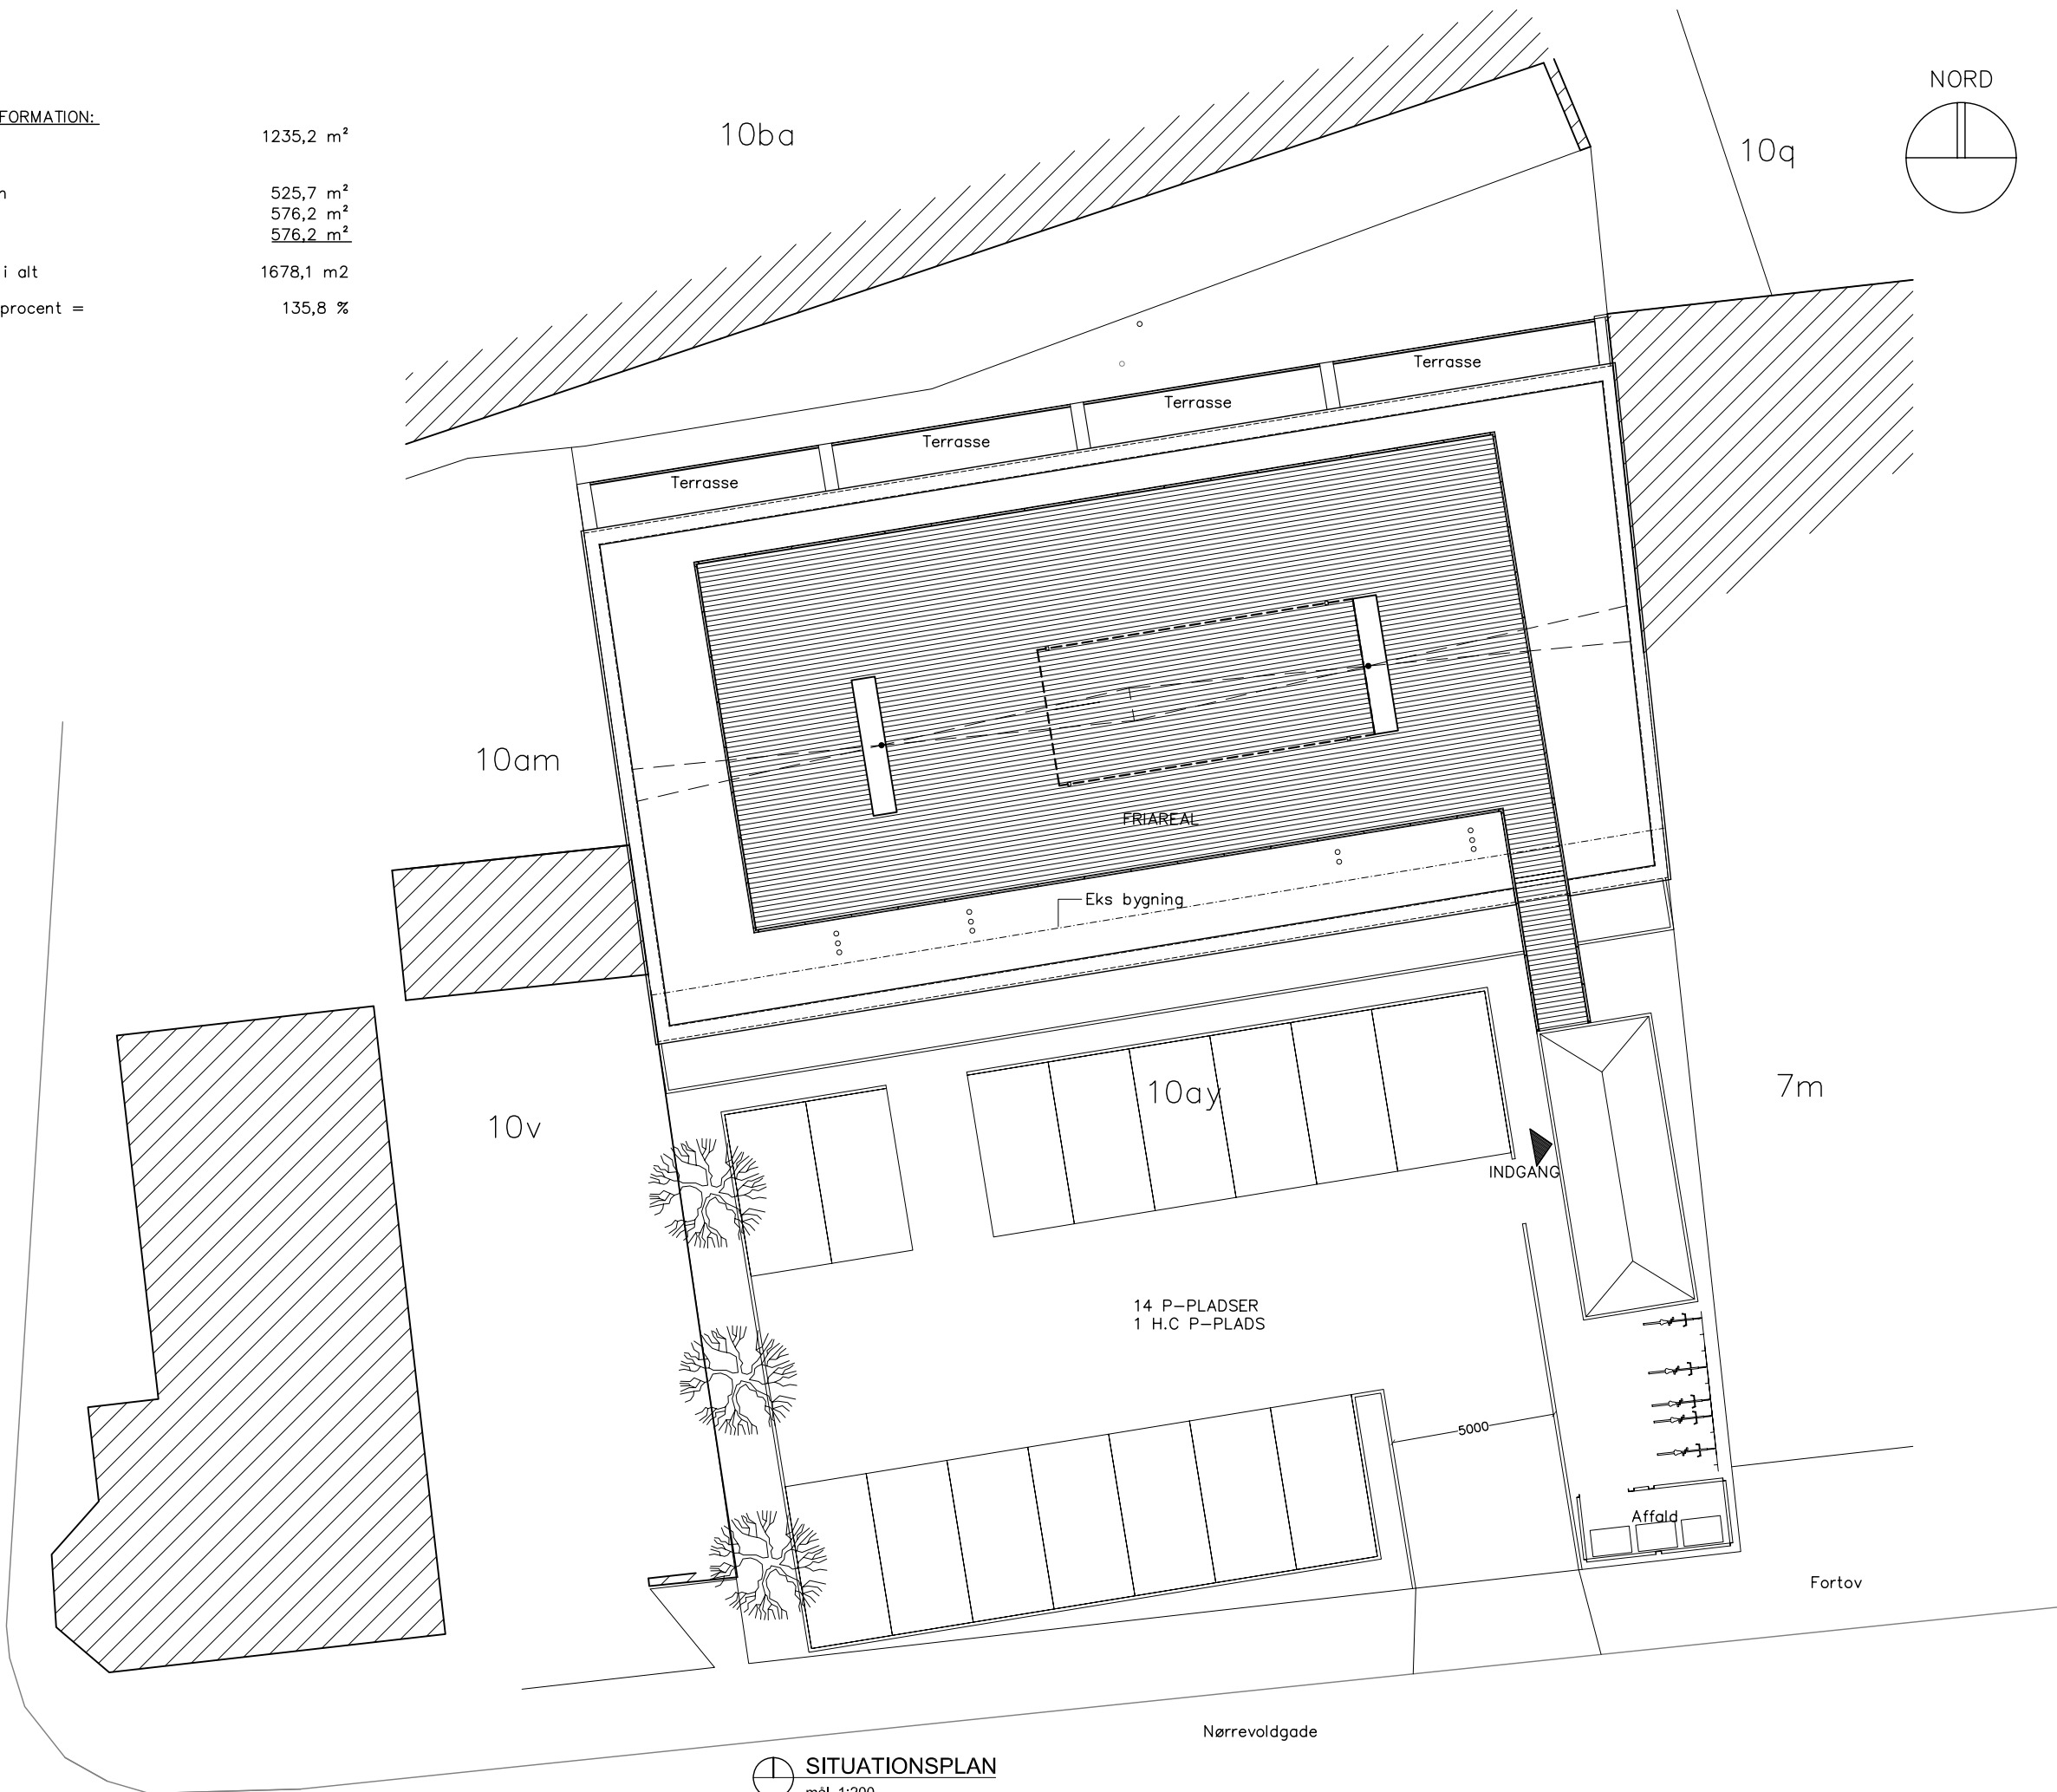 FORMATION:
1235,2 m²
525,7 m²
576,2 m²
576,2 m²
i alt 1678,1 m2
procent = 135,8 %
10ba
10q
NORD
Terrasse
Terrasse
Terrasse
Terrasse
10am
FRIAREAL
Eks bygning
10v
10ay
7m
INDGANG
14 P-PLADSER
1 H.C P-PLADS
5000
Affald
Fortov
Nørrevoldgade
SITUATIONSPLAN